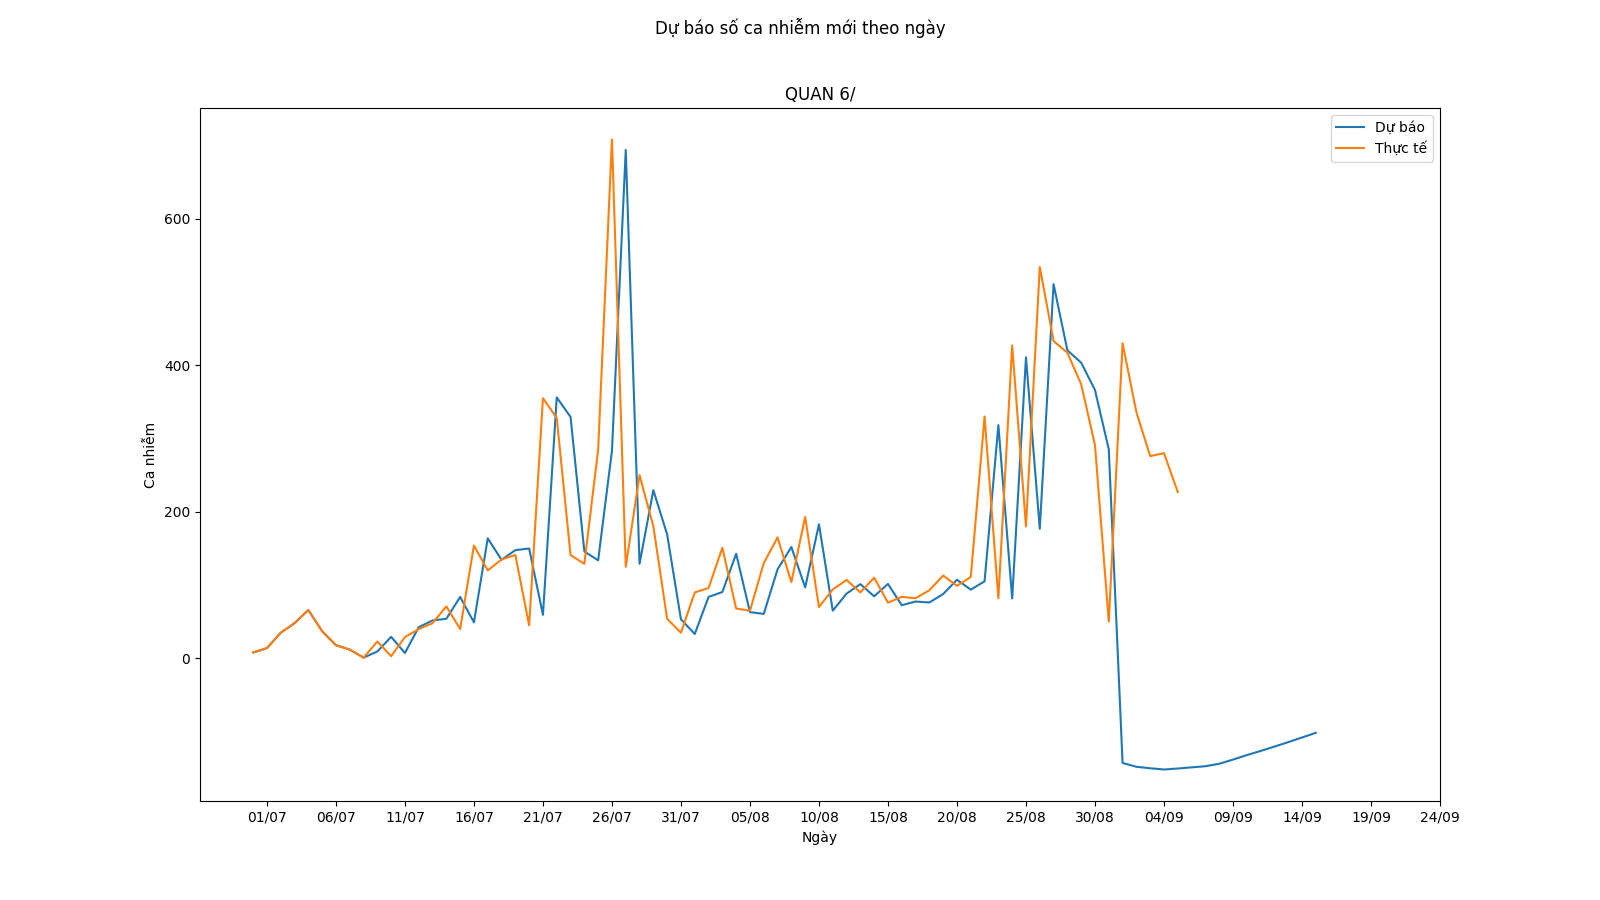 Dự báo số ca nhiễm mới theo ngày
QUAN 6/
Dự báo
Thực tế
600
400
200
0
Ca nhiễm
01/07 06/07 11/07 16/07 21/07 26/07 31/07 05/08 10/08 15/08 20/08 25/08 30/08 04/09 09/09 14/09 19/09 24/09
Ngày